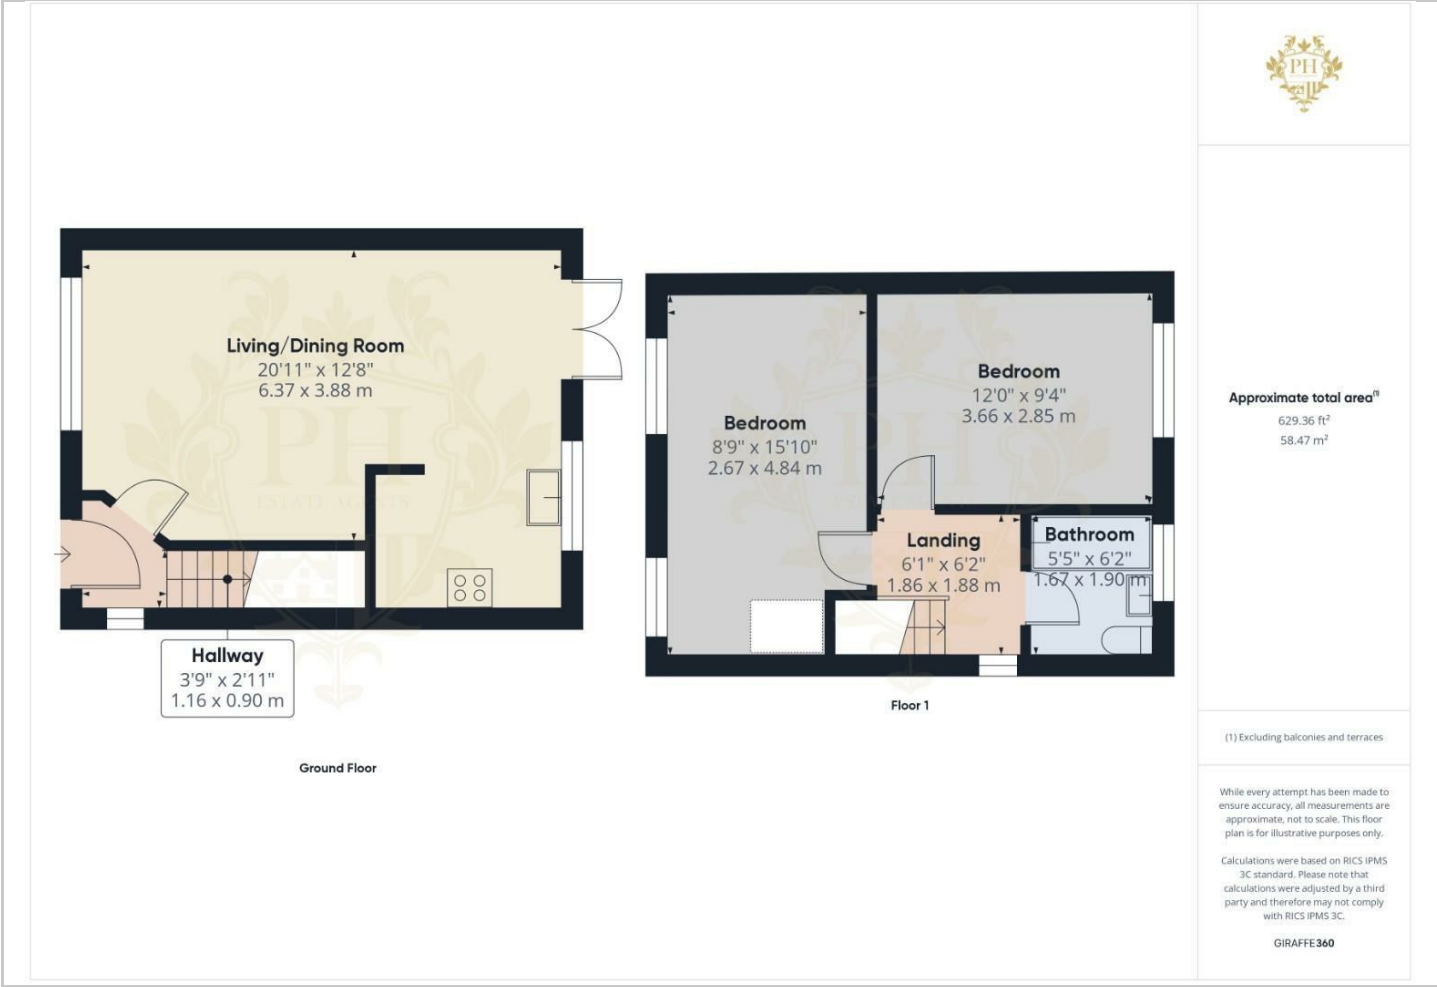 PH
Living/Dining Room
20'11" x 12'8"
6.37 x 3.88 m
PH
ESTATE AGENTS
Hallway
3'9" x 2'11"
1.16 x 0.90 m
Ground Floor
Bedroom
8'9" x 15'10"
2.67 x 4.84 m
Bedroom
12'0" x 9'4"
3.66 x 2.85 m
PH
ESTATE AGENTS
Landing
6'1" x 6'2"
1.86 x 1.88 m
Bathroom
5'5" x 6'2"
1.67 x 1.90 m
Floor 1
Approximate total area(1)
629.36 ft²
58.47 m²
(1) Excluding balconies and terraces
While every attempt has been made to
ensure accuracy, all measurements are
approximate, not to scale. This floor
plan is for illustrative purposes only.
Calculations were based on RICS IPMS
3C standard. Please note that
calculations were adjusted by a third
party and therefore may not comply
with RICS IPMS 3C.
GIRAFFE360